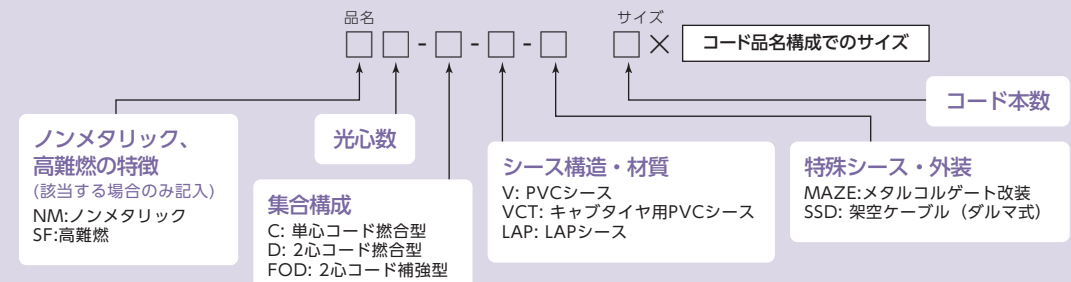 品名
サイズ
□□-□-□-□ □× コード品名構成でのサイズ
コード本数
ノンメタリック、
高難燃の特徴
(該当する場合のみ記入)
NM:ノンメタリック
SF:高難燃
光心数
集合構成
C: 単心コード撚合型
D: 2心コード撚合型
FOD: 2心コード補強型
シース構造・材質
V: PVCシース
VCT: キャブタイヤ用PVCシース
LAP: LAPシース
特殊シース・外装
MAZE:メタルコルゲート改装
SSD: 架空ケーブル（ダルマ式）